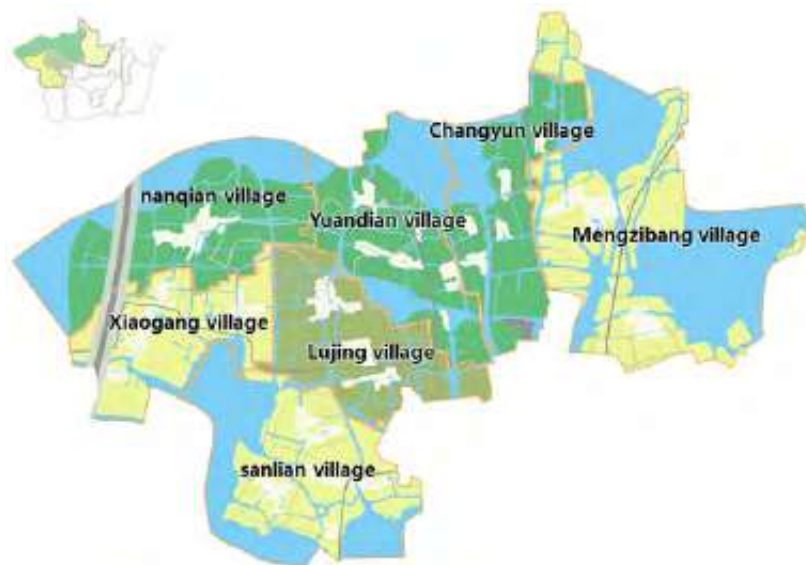 Changyun village
nanqian village
Yuandian village
Mengzibang village
Xiaogang village
Lujing village
sanlian village